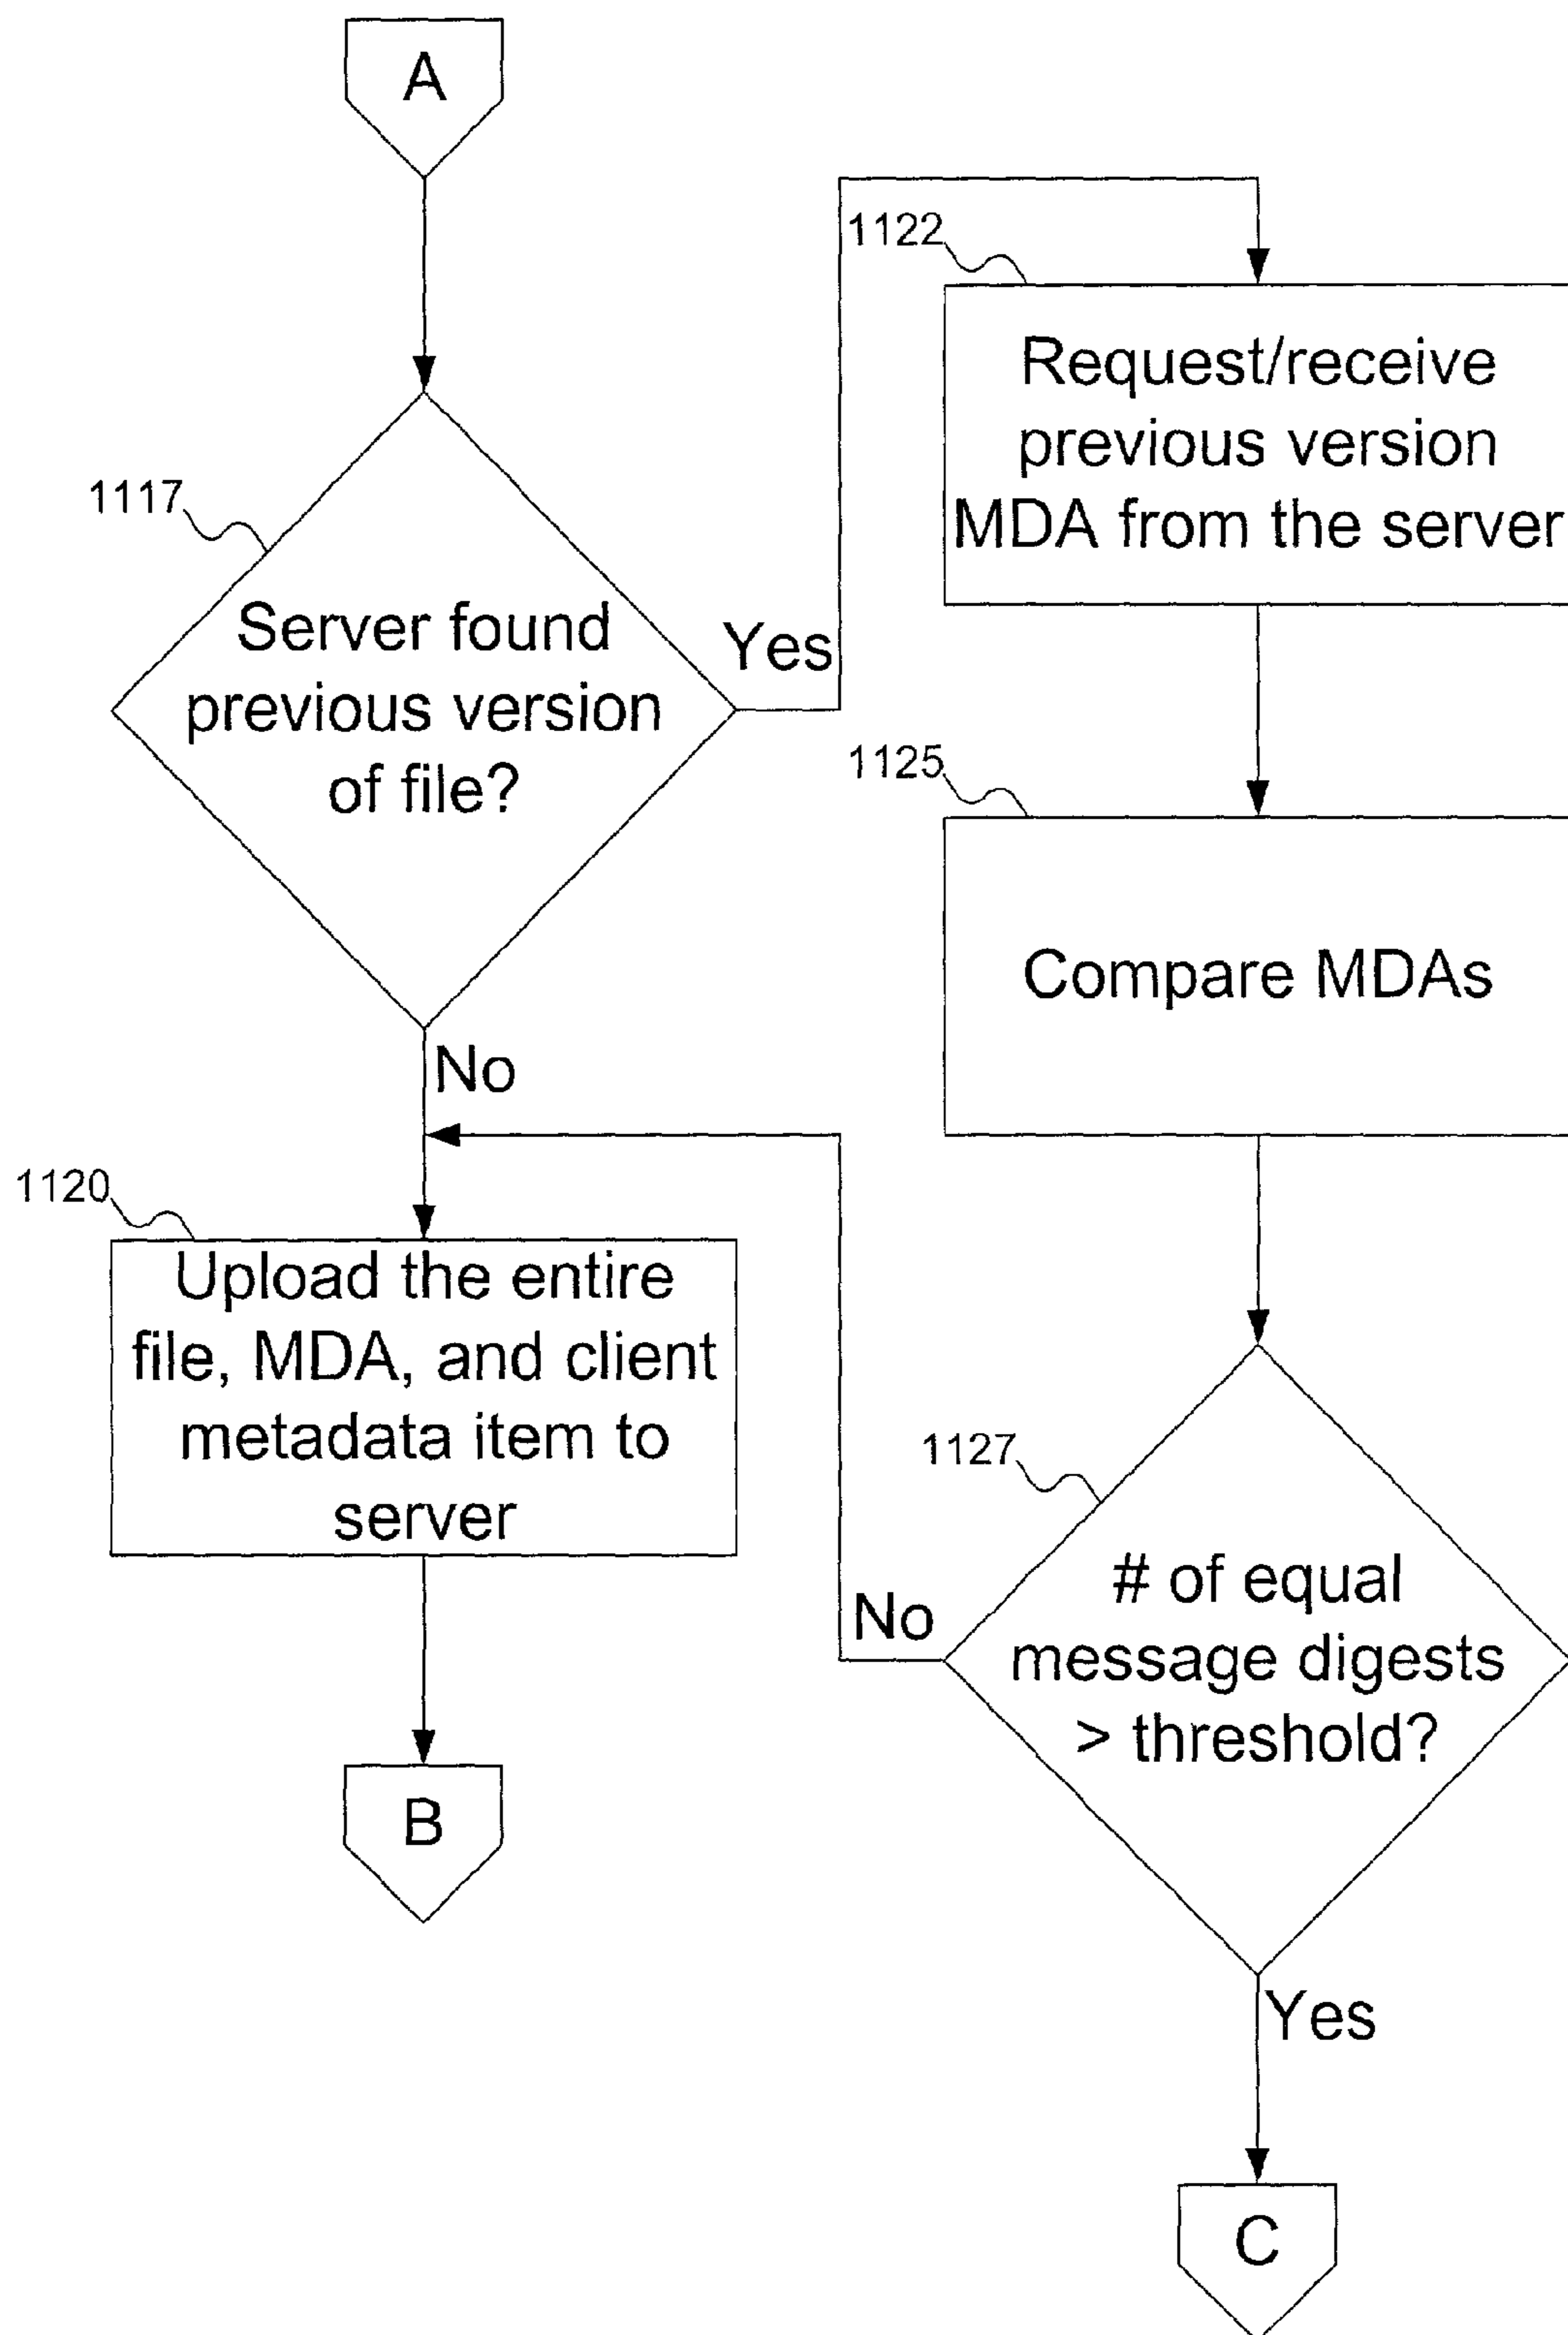 A
1117
Server found
previous version
of file?
Yes
No
1120
Upload the entire
file, MDA, and client
metadata item to
server
B
1122
Request/receive
previous version
MDA from the server
1125
Compare MDAs
1127
# of equal
message digests
> threshold?
No
Yes
C